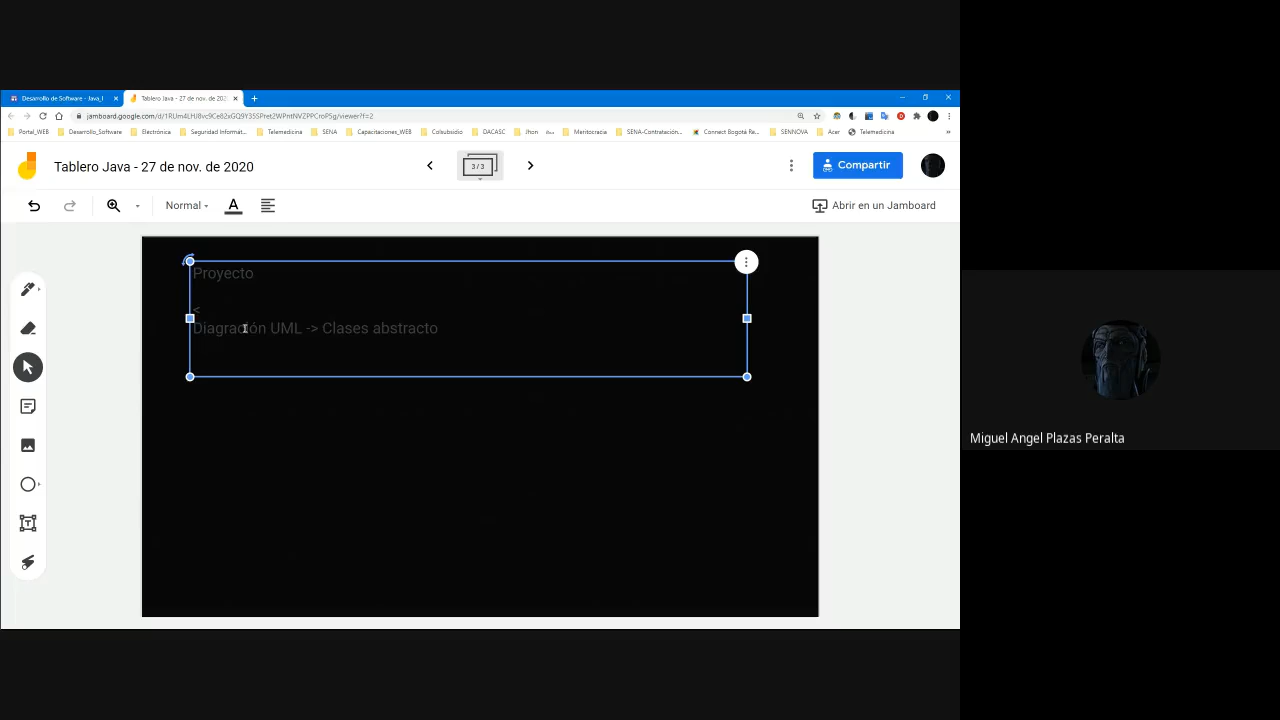 Desarrollo de Software - Java_I
Tablero Java - 27 de nov. de 202
jamboard.google.com/d/1RUm4LHJ8vc9Ce82xGQ9Y35SPret2WPntNVZPPCroP5g/viewer?f=2
Portal_WEB
Desarrollo_Software
Electrónica
Seguridad Informát...
Telemedicina
SENA
Capacitaciones_WEB
Colsubsidio
DACASC
Jhon
Meritocracia
SENA-Contratación...
Connect Bogotá Re...
SENNOVA
Acer
Telemedicina
»
Tablero Java - 27 de nov. de 2020
3 / 3
Compartir
Normal
A
Abrir en un Jamboard
Proyecto
<
Diagración UML -> Clases abstracto
Miguel Angel Plazas Peralta